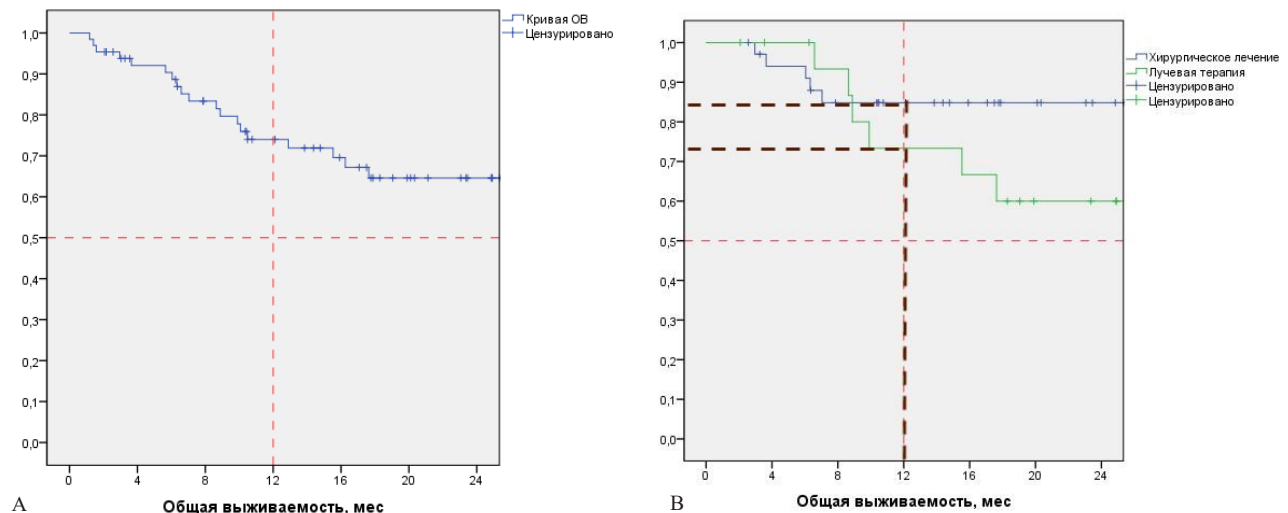 Кривая ОВ
Цензурировано
1,0
0,9
0,8
0,7
0,6
0,5
0,4
0,3
0,2
0,1
0,0
0 4 8 12 16 20 24
Общая выживаемость, мес
A
Хирургическое лечение
Лучевая терапия
Цензурировано
Цензурировано
1,0
0,9
0,8
0,7
0,6
0,5
0,4
0,3
0,2
0,1
0,0
0 4 8 12 16 20 24
Общая выживаемость, мес
B